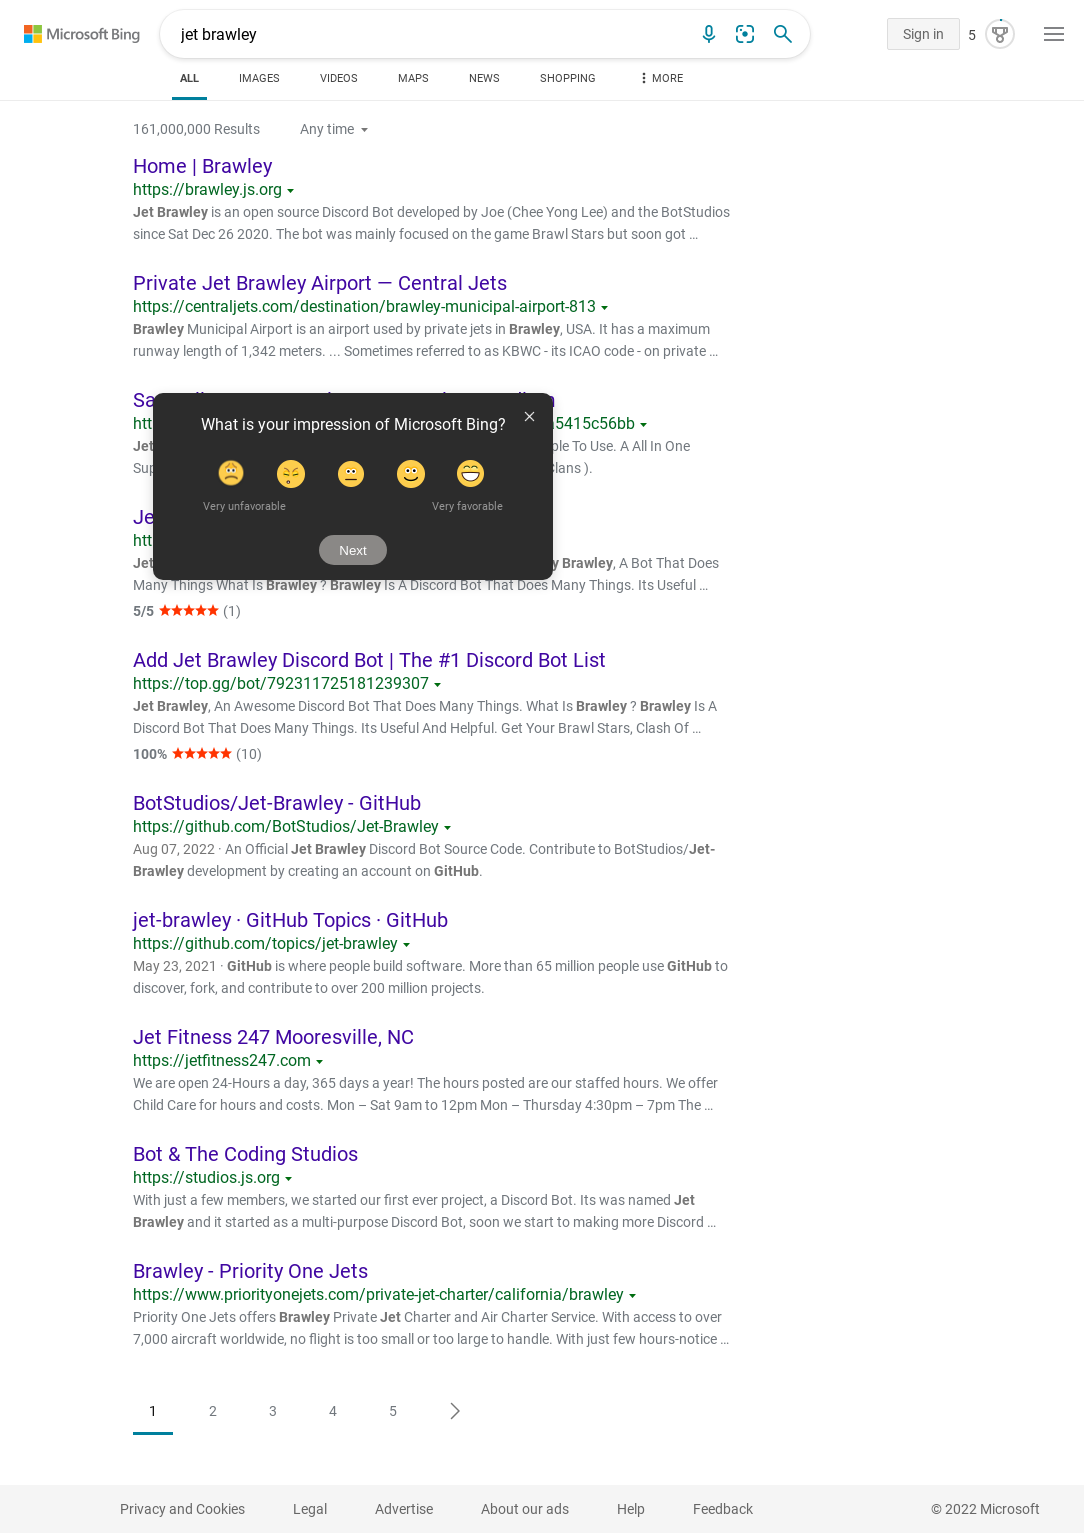 Microsoft Bing
jet brawley
Sign in
5
ALL IMAGES VIDEOS MAPS NEWS SHOPPING MORE
161,000,000 Results Any time
Home | Brawley
https://brawley.js.org
Jet Brawley is an open source Discord Bot developed by Joe (Chee Yong Lee) and the BotStudios
since Sat Dec 26 2020. The bot was mainly focused on the game Brawl Stars but soon got …
Private Jet Brawley Airport — Central Jets
https://centraljets.com/destination/brawley-municipal-airport-813
Brawley Municipal Airport is an airport used by private jets in Brawley, USA. It has a maximum
runway length of 1,342 meters. ... Sometimes referred to as KBWC - its ICAO code - on private …
5415c56bb
Jet
To Use. A All In One
Clans ).
What is your impression of Microsoft Bing?
Very unfavorable Very favorable
Next
Jet
Brawley, A Bot That Does
Many Things What Is Brawley ? Brawley Is A Discord Bot That Does Many Things. Its Useful …
5/5 (1)
Add Jet Brawley Discord Bot | The #1 Discord Bot List
https://top.gg/bot/792311725181239307
Jet Brawley, An Awesome Discord Bot That Does Many Things. What Is Brawley ? Brawley Is A
Discord Bot That Does Many Things. Its Useful And Helpful. Get Your Brawl Stars, Clash Of …
100% (10)
BotStudios/Jet-Brawley - GitHub
https://github.com/BotStudios/Jet-Brawley
Aug 07, 2022 · An Official Jet Brawley Discord Bot Source Code. Contribute to BotStudios/Jet-
Brawley development by creating an account on GitHub.
jet-brawley · GitHub Topics · GitHub
https://github.com/topics/jet-brawley
May 23, 2021 · GitHub is where people build software. More than 65 million people use GitHub to
discover, fork, and contribute to over 200 million projects.
Jet Fitness 247 Mooresville, NC
https://jetfitness247.com
We are open 24-Hours a day, 365 days a year! The hours posted are our staffed hours. We offer
Child Care for hours and costs. Mon – Sat 9am to 12pm Mon – Thursday 4:30pm – 7pm The …
Bot & The Coding Studios
https://studios.js.org
With just a few members, we started our first ever project, a Discord Bot. Its was named Jet
Brawley and it started as a multi-purpose Discord Bot, soon we start to making more Discord …
Brawley - Priority One Jets
https://www.priorityonejets.com/private-jet-charter/california/brawley
Priority One Jets offers Brawley Private Jet Charter and Air Charter Service. With access to over
7,000 aircraft worldwide, no flight is too small or too large to handle. With just few hours-notice …
1 2 3 4 5
Privacy and Cookies Legal Advertise About our ads Help Feedback © 2022 Microsoft